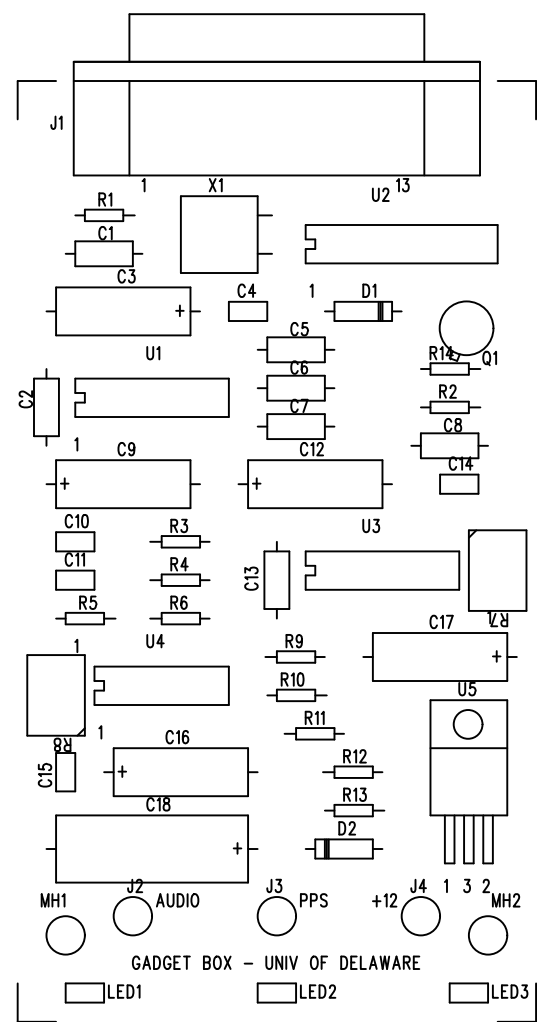 J1
1 X1 13
U2
R1
C1
C3
C4 1 D1
C5
R14 Q1
U1
C6
C2
R2
C7
C8
1 C9 C12
C14
C10 R3 U3
C11 R4
C13
R5 R6
R7 1
C17
1 U4
R9
U5
R10
R11
R8 1
C16
C15
R12
R13
C18
D2
1 3 2
MH1 J2 AUDIO J3 PPS +12 J4 MH2
GADGET BOX - UNIV OF DELAWARE
LED1 LED2 LED3